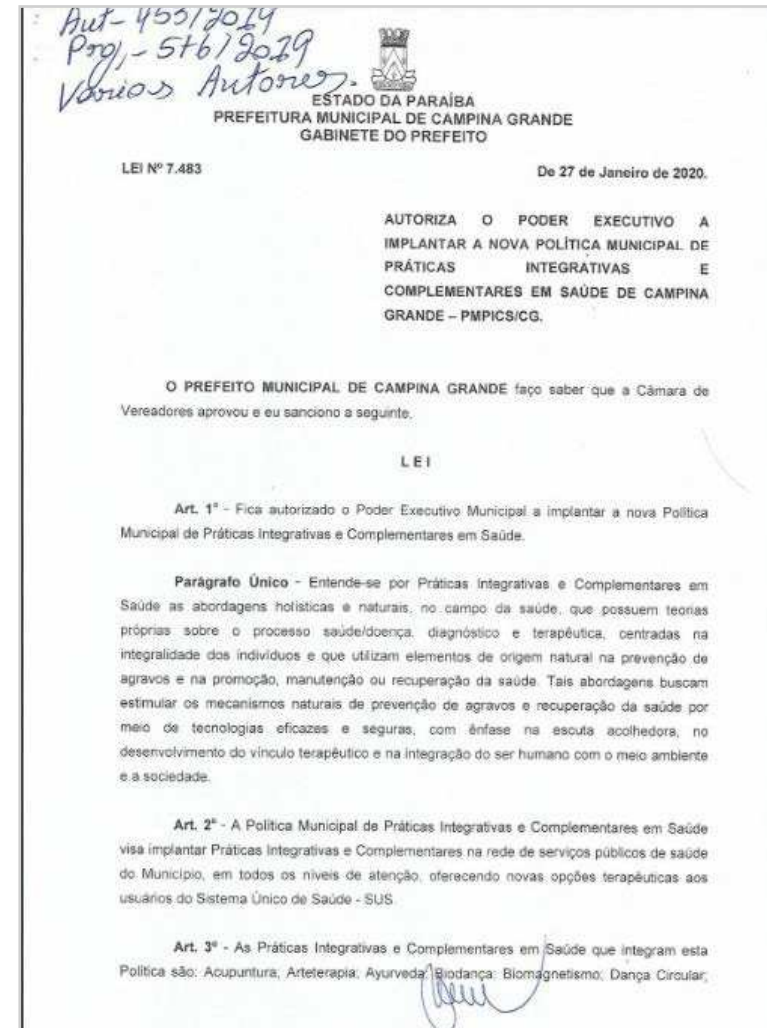 Aut- 455/2019
Proj,- 576/2019
Varios Autores.
ESTADO DA PARAÍBA
PREFEITURA MUNICIPAL DE CAMPINA GRANDE
GABINETE DO PREFEITO
LEI Nº 7.483 De 27 de Janeiro de 2020.
AUTORIZA O PODER EXECUTIVO A
IMPLANTAR A NOVA POLÍTICA MUNICIPAL DE
PRÁTICAS INTEGRATIVAS E
COMPLEMENTARES EM SAÚDE DE CAMPINA
GRANDE – PMPICS/CG.
O PREFEITO MUNICIPAL DE CAMPINA GRANDE faço saber que a Câmara de
Vereadores aprovou e eu sanciono a seguinte,
L E I
Art. 1º - Fica autorizado o Poder Executivo Municipal a implantar a nova Política
Municipal de Práticas Integrativas e Complementares em Saúde.
Parágrafo Único - Entende-se por Práticas Integrativas e Complementares em
Saúde as abordagens holísticas e naturais, no campo da saúde, que possuem teorias
próprias sobre o processo saúde/doença, diagnóstico e terapêutica, centradas na
integralidade dos indivíduos e que utilizam elementos de origem natural na prevenção de
agravos e na promoção, manutenção ou recuperação da saúde. Tais abordagens buscam
estimular os mecanismos naturais de prevenção de agravos e recuperação da saúde por
meio de tecnologias eficazes e seguras, com ênfase na escuta acolhedora, no
desenvolvimento do vínculo terapêutico e na integração do ser humano com o meio ambiente
e a sociedade.
Art. 2º - A Política Municipal de Práticas Integrativas e Complementares em Saúde
visa implantar Práticas Integrativas e Complementares na rede de serviços públicos de saúde
do Município, em todos os níveis de atenção, oferecendo novas opções terapêuticas aos
usuários do Sistema Único de Saúde - SUS.
Art. 3º - As Práticas Integrativas e Complementares em Saúde que integram esta
Política são: Acupuntura; Arteterapia; Ayurveda; Biodança; Biomagnetismo; Dança Circular;